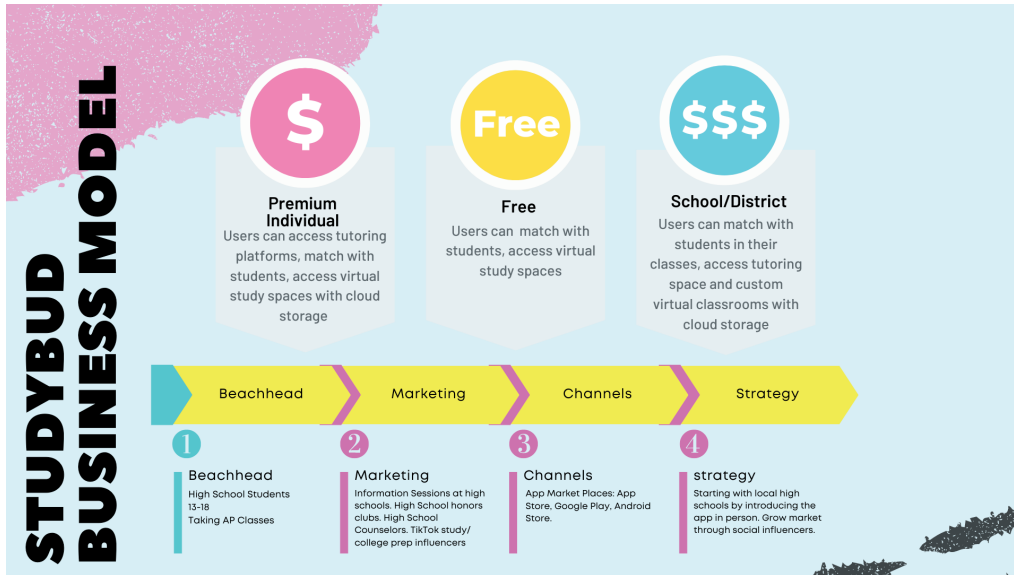 STUDYBUD
BUSINESS MODEL
$
Premium
Individual
Users can access tutoring
platforms, match with
students, access virtual
study spaces with cloud
storage
Free
Free
Users can match with
students, access virtual
study spaces
$$$
School/District
Users can match with
students in their
classes, access tutoring
space and custom
virtual classrooms with
cloud storage
Beachhead
Marketing
Channels
Strategy
1
Beachhead
High School Students
13-18
Taking AP Classes
2
Marketing
Information Sessions at high
schools. High School honors
clubs. High School
Counselors. TikTok study/
college prep influencers
3
Channels
App Market Places: App
Store, Google Play, Android
Store.
4
strategy
Starting with local high
schools by introducing the
app in person. Grow market
through social influencers.